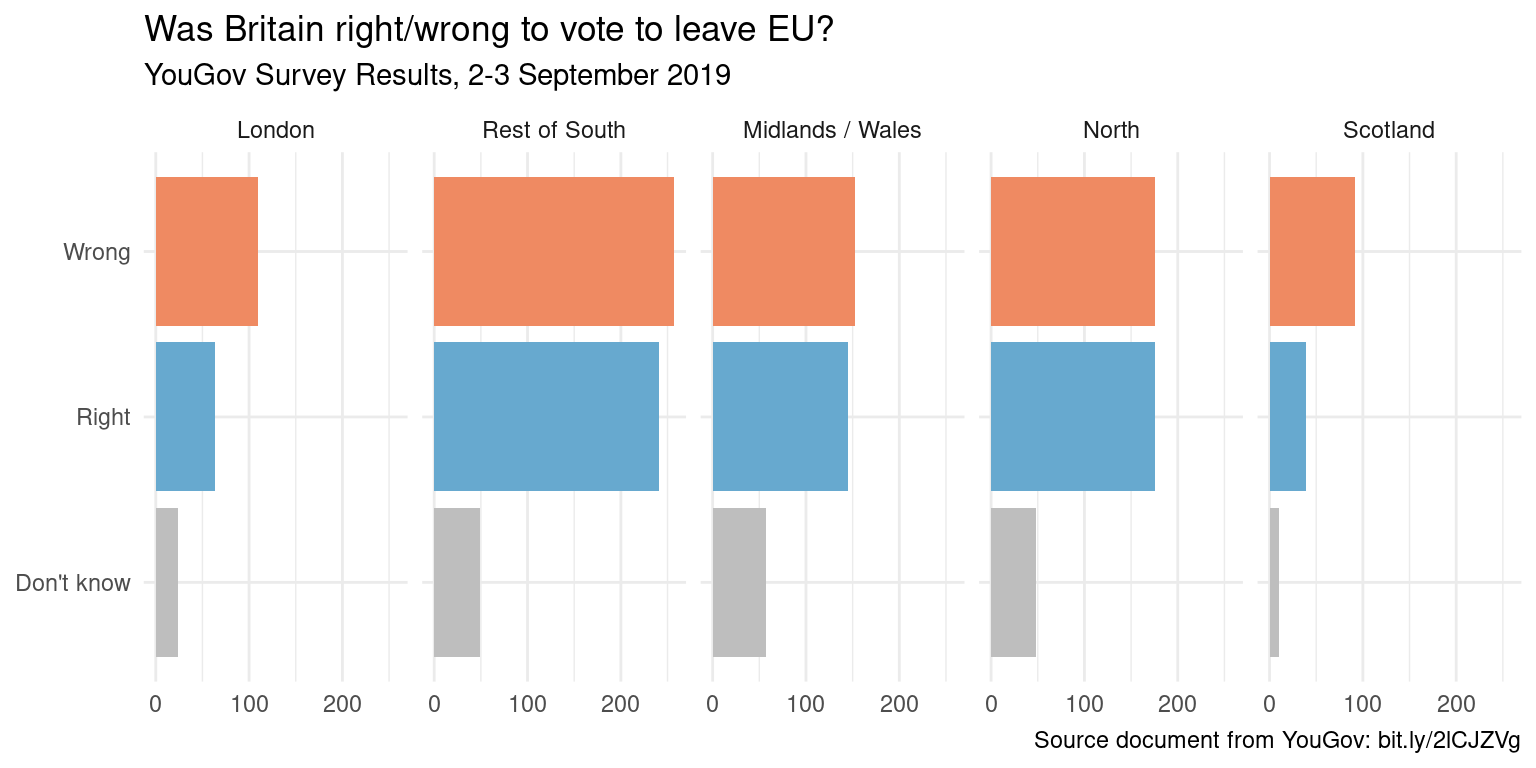 Was Britain right/wrong to vote to leave EU?
YouGov Survey Results, 2-3 September 2019
London Rest of South Midlands / Wales North Scotland
Wrong
Right
Don't know
0 100 200 0 100 200 0 100 200 0 100 200 0 100 200
Source document from YouGov: bit.ly/2lCJZVg